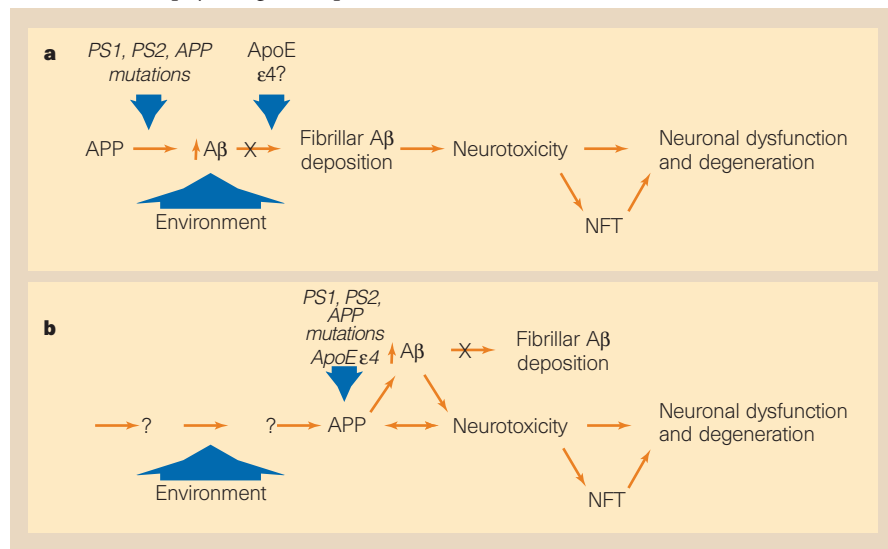 a
PS1, PS2, APP
mutations
ApoE
ε4?
APP
Aβ
X
Fibrillar Aβ
deposition
Neurotoxicity
Neuronal dysfunction
and degeneration
Environment
NFT
b
PS1, PS2,
APP
mutations
ApoE ε4
Aβ
X
Fibrillar Aβ
deposition
?
?
APP
Neurotoxicity
Neuronal dysfunction
and degeneration
Environment
NFT